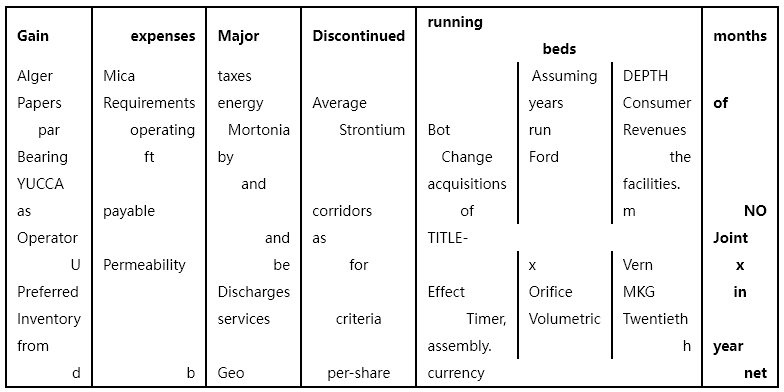 Gain expenses Major Discontinued running beds months
Alger Mica taxes Assuming DEPTH
Papers Requirements energy Average years Consumer of
par operating Mortonia Strontium Bot run Revenues
Bearing ft by Change Ford the
YUCCA and acquisitions facilities.
as payable corridors of m NO
Operator and as TITLE- Joint
U Permeability be for x Vern x
Preferred Discharges Effect Orifice MKG in
Inventory services criteria Timer, Volumetric Twentieth
from assembly. h year
d b Geo per-share currency net